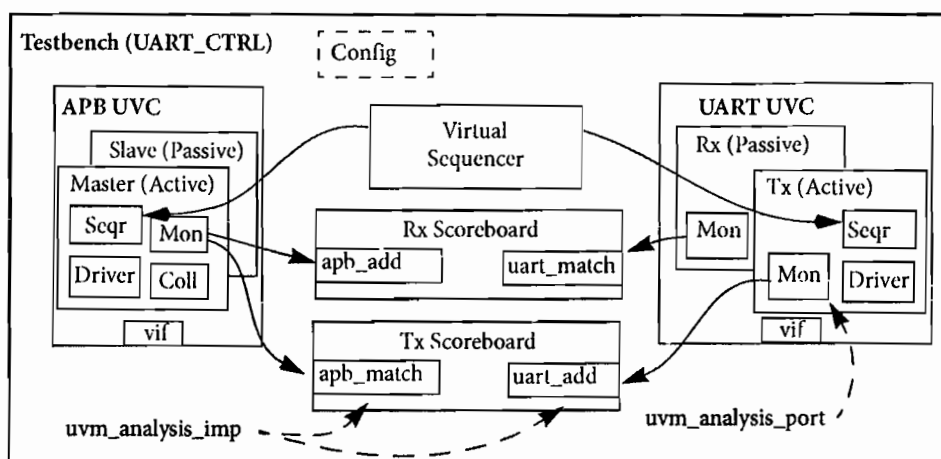 Testbench (UART_CTRL)
Config
APB UVC
Slave (Passive)
Master (Active)
Seqr
Mon
Driver
Coll
vif
Virtual
Sequencer
Rx Scoreboard
apb_add
uart_match
Tx Scoreboard
apb_match
uart_add
UART UVC
Rx (Passive)
Tx (Active)
Mon
Seqr
Mon
Driver
vif
uvm_analysis_imp
uvm_analysis_port